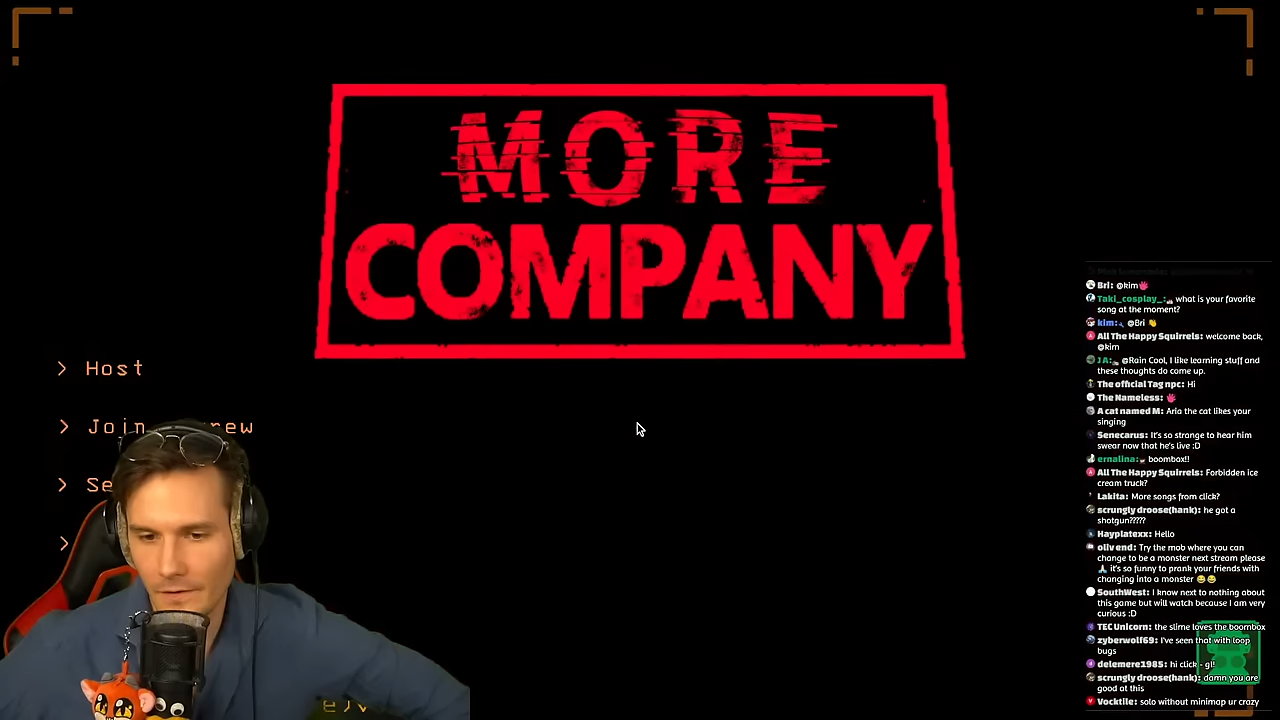 MORE
COMPANY
> Host
> Join rew
> Se
>
Bri: @kim👋
Taki_cosplay_: what is your favorite
song at the moment?
kim: @Bri 👋
All The Happy Squirrels: welcome back,
@kim
JA: @Rain Cool, I like learning stuff and
these thoughts do come up.
The official Tag npc: Hi
The Nameless: 👋
A cat named M: Aria the cat likes your
singing
Senecarus: It's so strange to hear him
swear now that he's live :D
ernalina: boombox!!
All The Happy Squirrels: Forbidden ice
cream truck?
Lakita: More songs from click?
scrungly droose(hank): he got a
shotgun?????
Hayplatexx: Hello
oliv end: Try the mob where you can
change to be a monster next stream please
🙏 it's so funny to prank your friends with
changing into a monster 😂😂
SouthWest: I know next to nothing about
this game but will watch because I am very
curious :D
TEC Unicorn: the slime loves the boombox
zyberwolf69: I've seen that with loop
bugs
delemere1985: hi click - gl!
scrungly droose(hank): damn you are
good at this
Vocktile: solo without minimap ur crazy